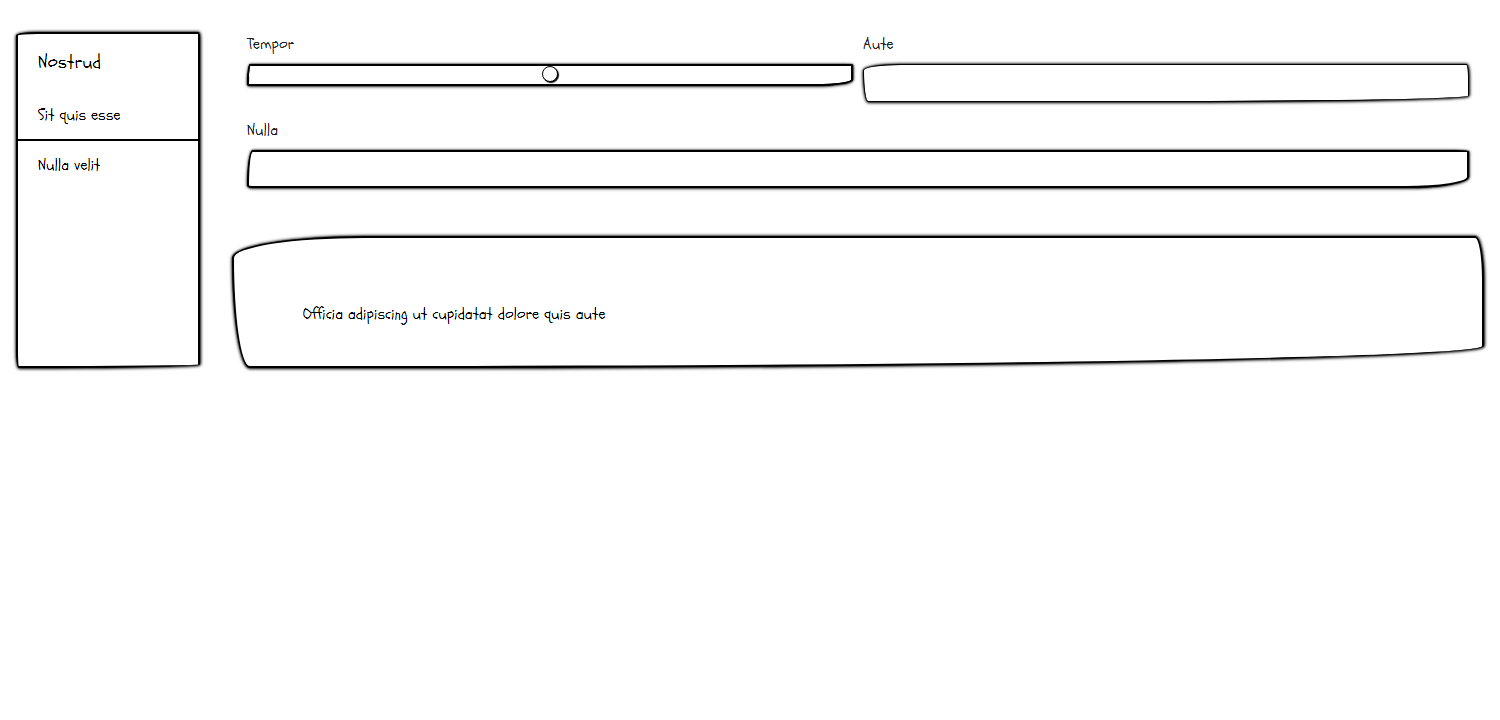 Nostrud
Sit quis esse
Nulla velit
Tempor
Aute
Nulla
Officia adipiscing ut cupidatat dolore quis aute